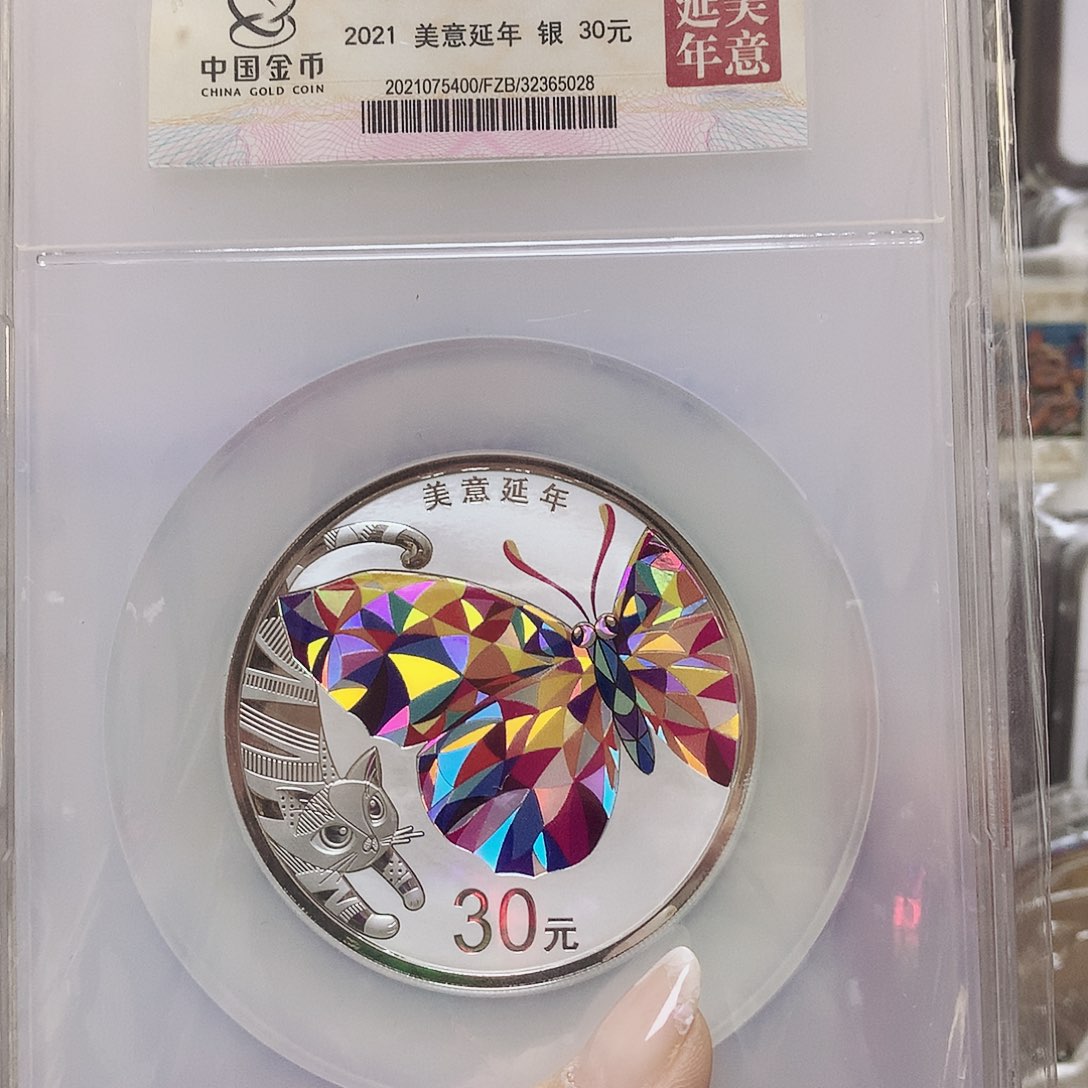 中国金币
CHINA GOLD COIN
2021 美意延年 银 30元
2021075400/FZB/32365028
延美
年意
美意延年
30元